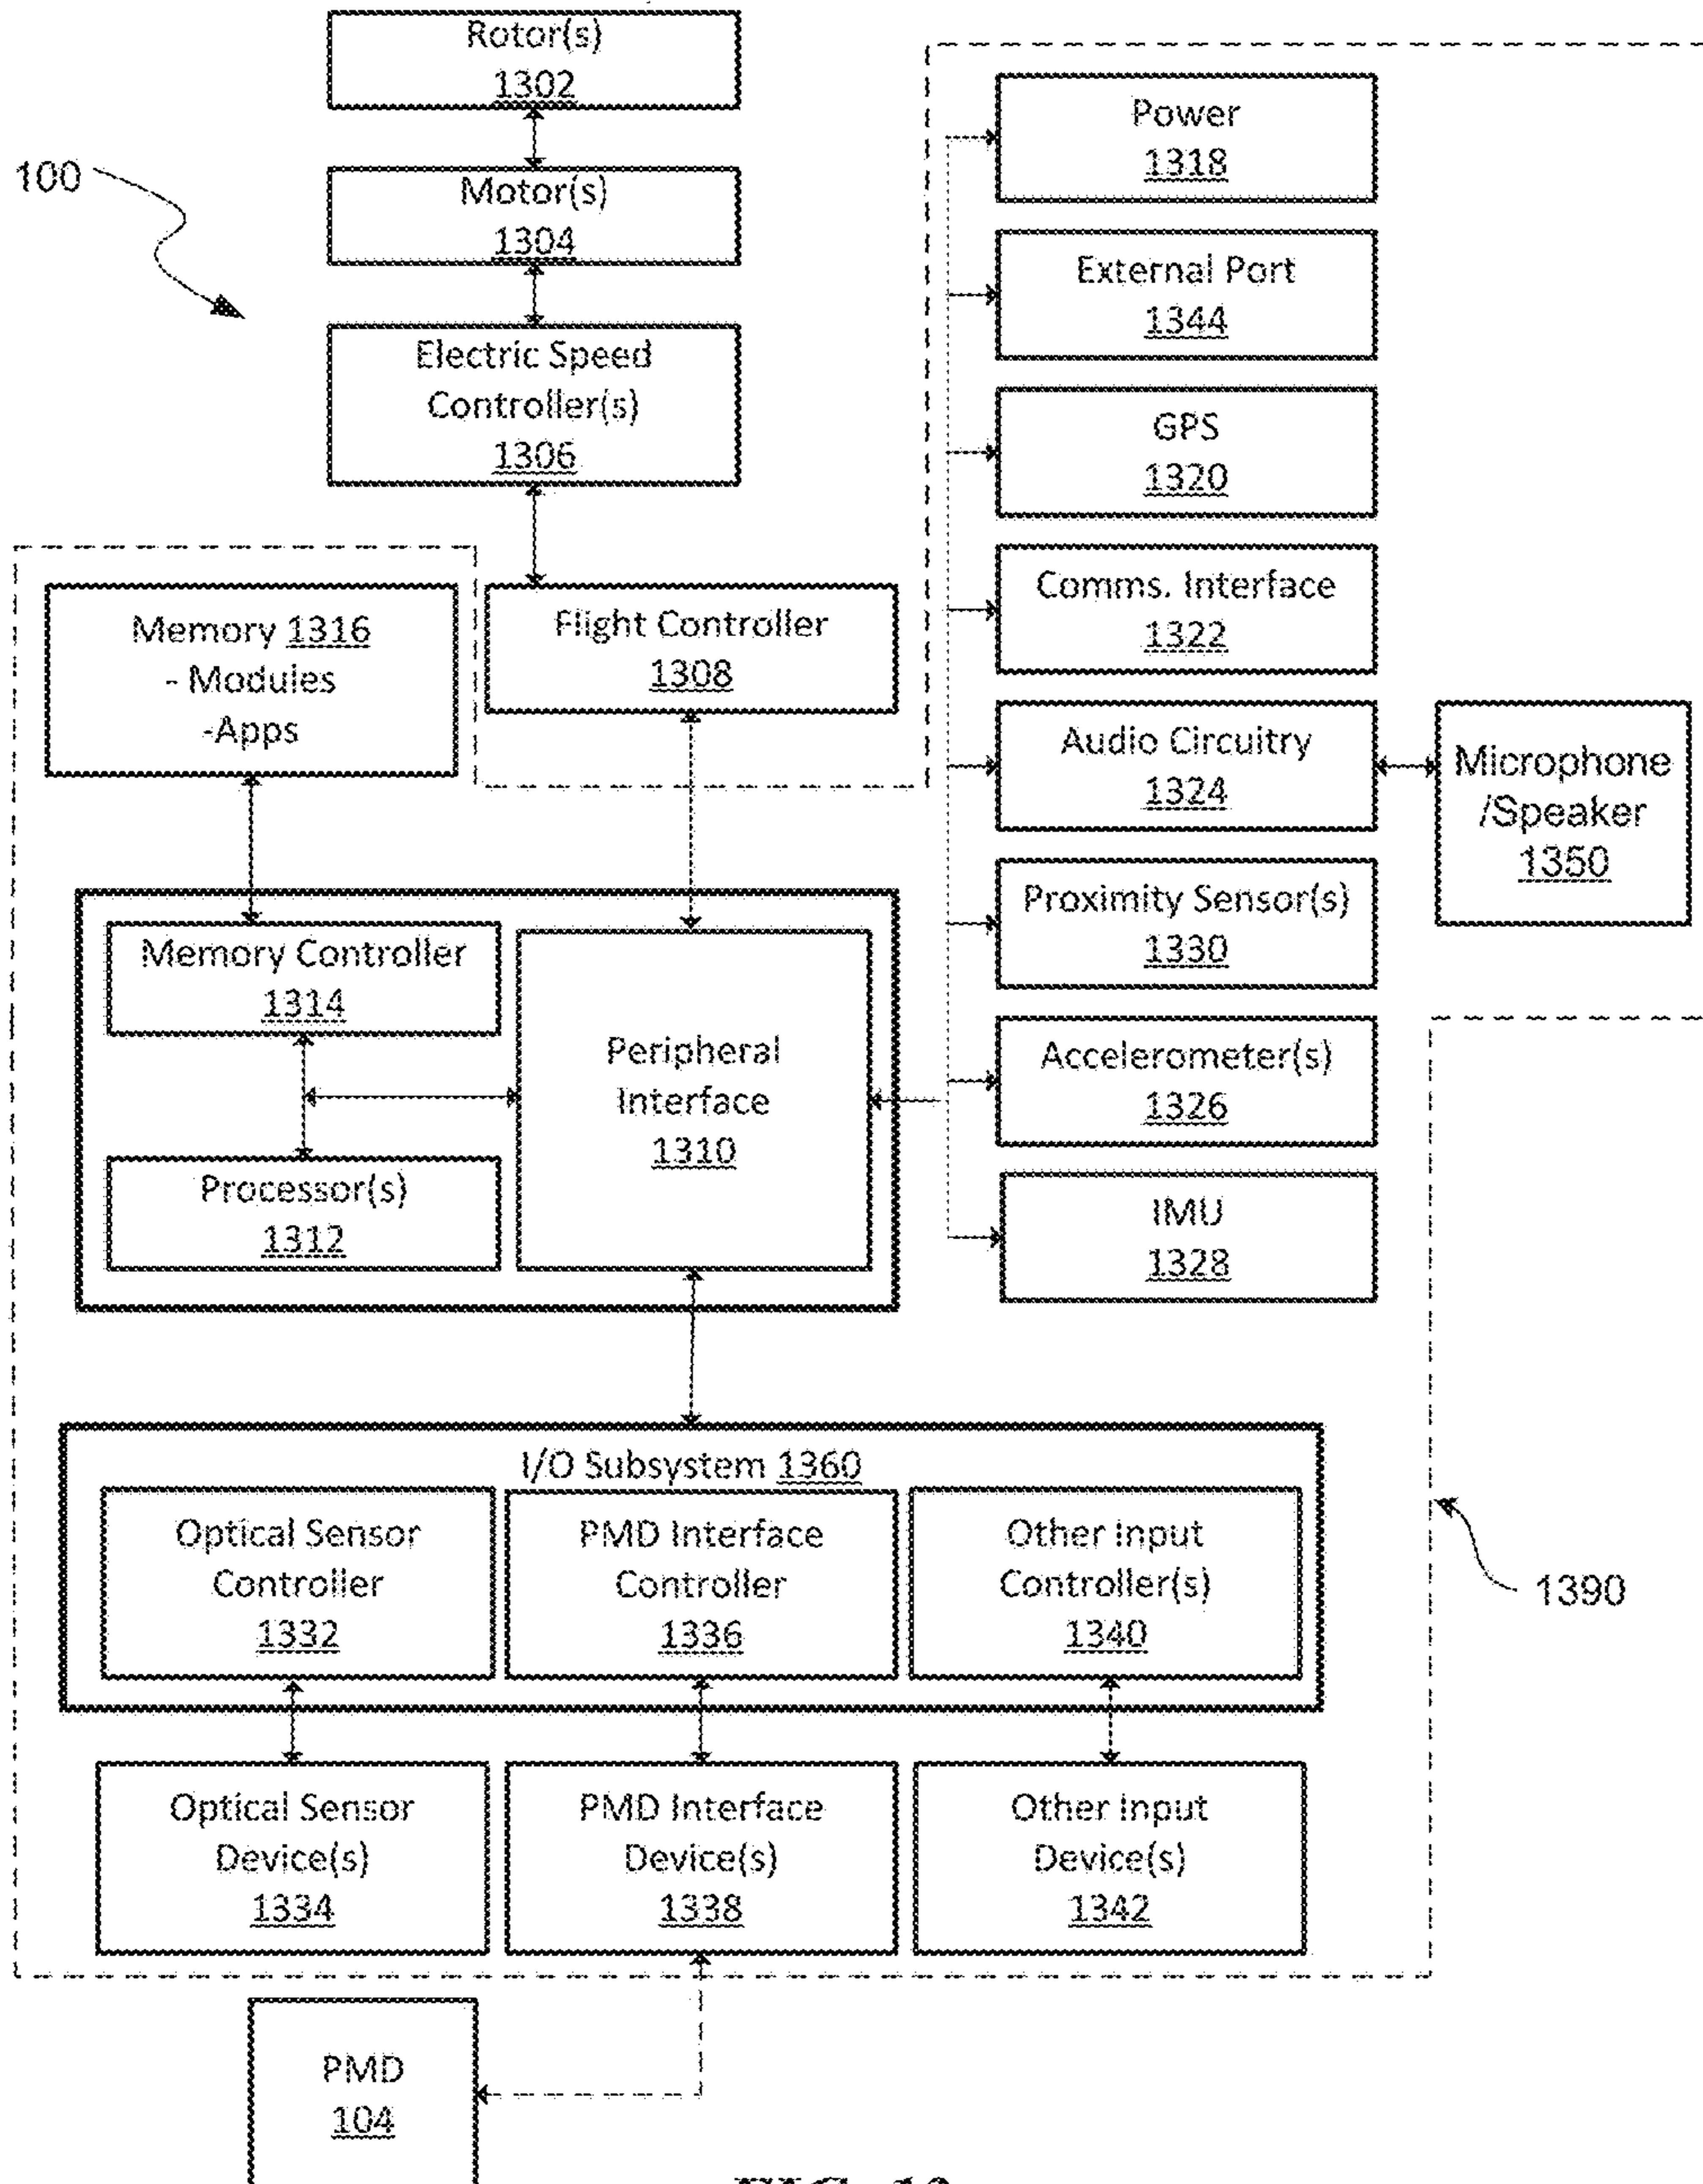 Rotor(s)
1302
100
Motor(s)
1304
Electric Speed
Controller(s)
1306
Memory 1316
- Modules
-Apps
Flight Controller
1308
Power
1318
External Port
1344
GPS
1320
Comms. Interface
1322
Audio Circuitry
1324
Microphone
/Speaker
1350
Proximity Sensor(s)
1330
Accelerometer(s)
1326
IMU
1328
Memory Controller
1314
Peripheral
Interface
1310
Processor(s)
1312
I/O Subsystem 1360
Optical Sensor
Controller
1332
PMD Interface
Controller
1336
Other Input
Controller(s)
1340
1390
Optical Sensor
Device(s)
1334
PMD Interface
Device(s)
1338
Other Input
Device(s)
1342
PMD
104